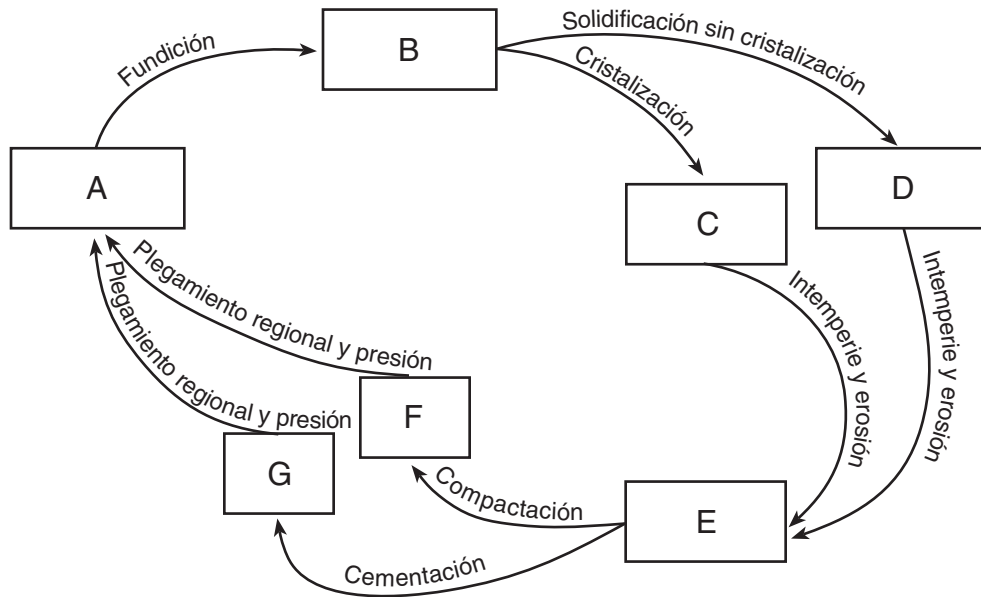 B
Solidificación sin cristalización
Fundición
Cristalización
A
D
C
Plegamiento regional y presión
Plegamiento regional y presión
Intemperie y erosión
Intemperie y erosión
F
G
Compactación
E
Cementación